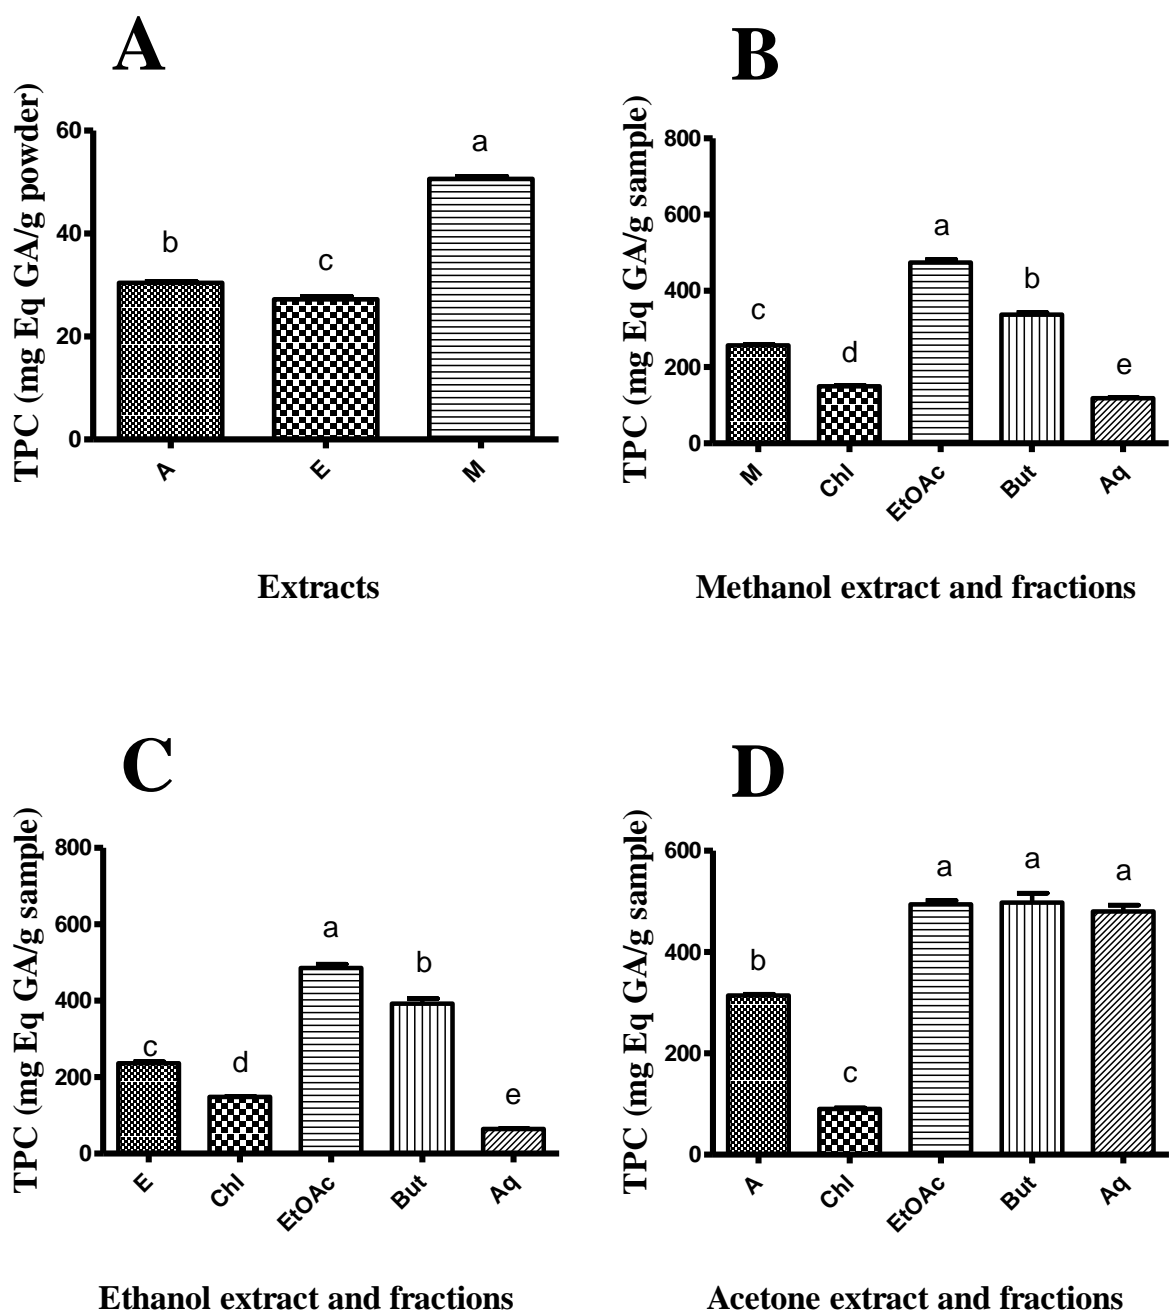 A
TPC (mg Eq GA/g powder)
60
40
20
0
b
c
a
A
E
M
Extracts
B
TPC (mg Eq GA/g sample)
800
600
400
200
0
c
d
a
b
e
M
Chl
EtOAc
But
Aq
Methanol extract and fractions
C
TPC (mg Eq GA/g sample)
800
600
400
200
0
c
d
a
b
e
E
Chl
EtOAc
But
Aq
Ethanol extract and fractions
D
TPC (mg Eq GA/g sample)
600
400
200
0
b
c
a
a
a
A
Chl
EtOAc
But
Aq
Acetone extract and fractions